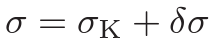 σ = σ_K + δσ